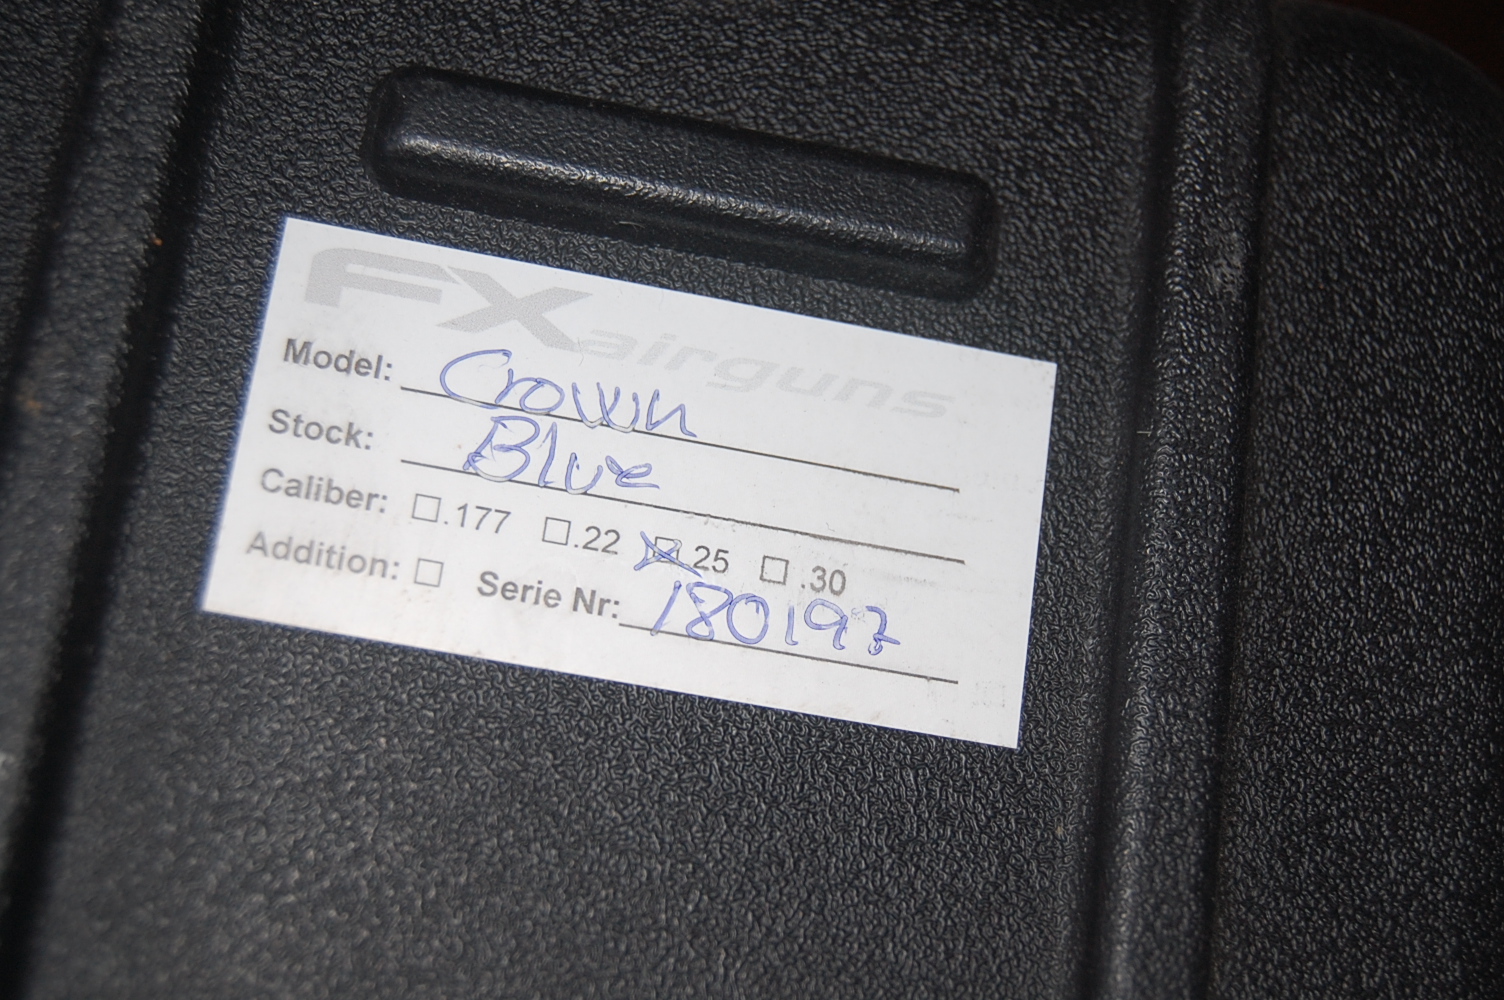 FX airguns
Model: Crown
Stock: Blue
Caliber: ☐ .177 ☐ .22 ☒ .25 ☐ .30
Addition: ☐ Serie Nr: 180197